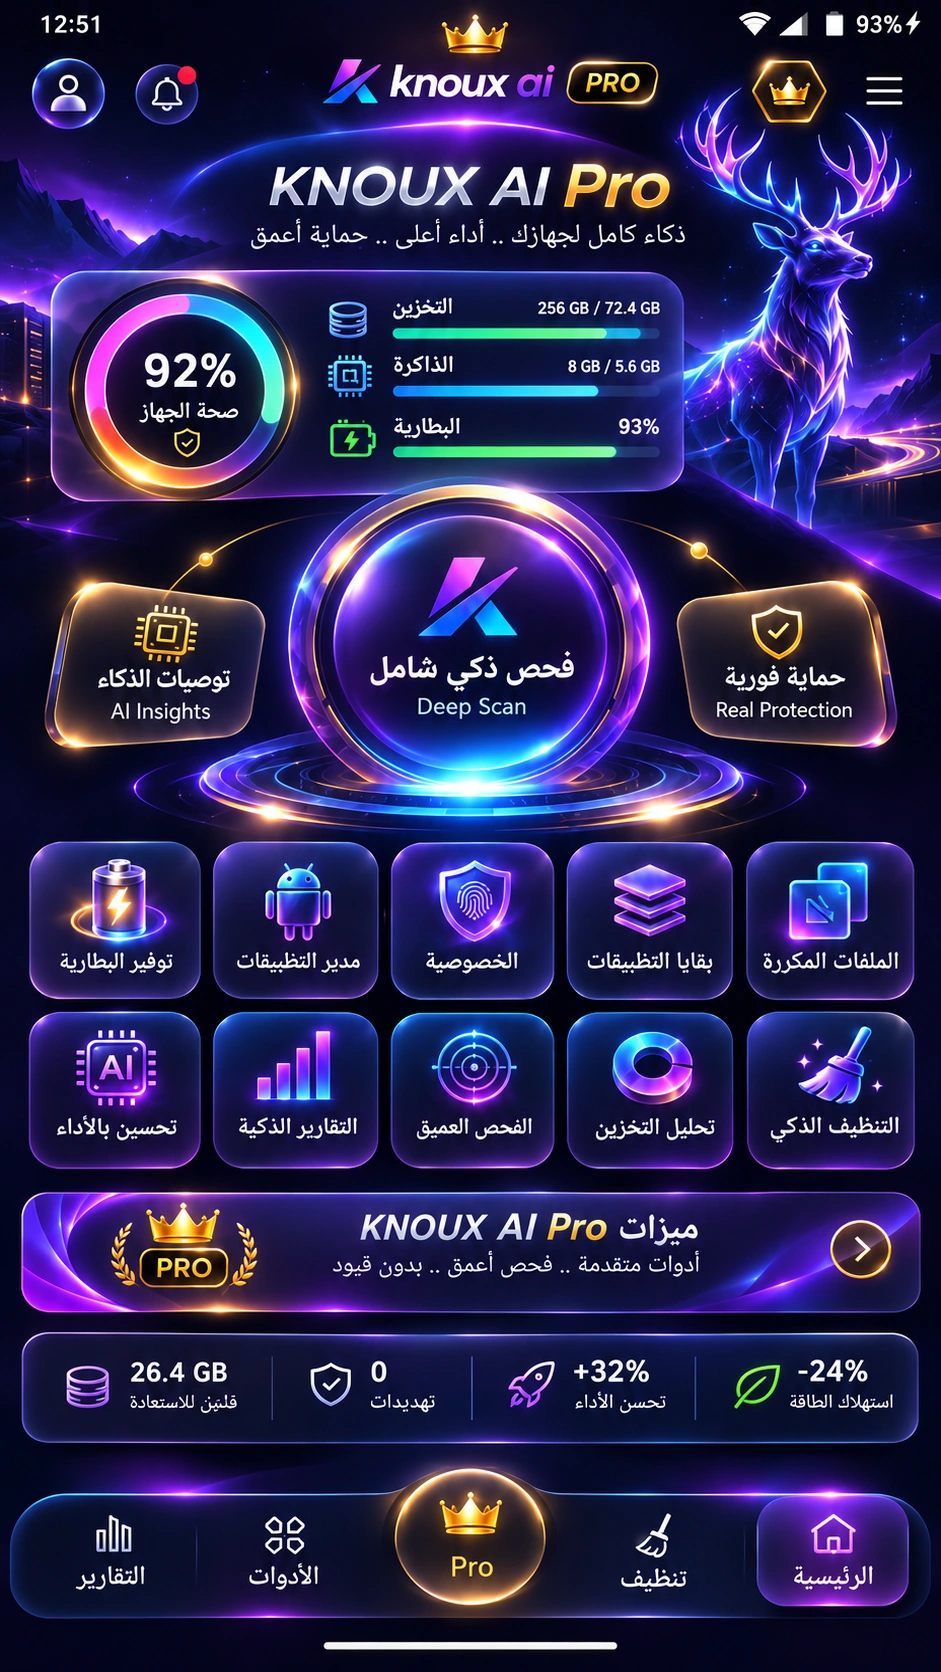 12:51
93%
knoux ai PRO
KNOUX AI Pro
ذكاء كامل لجهازك .. أداء أعلى .. حماية أعمق
92%
صحة الجهاز
التخزين
256 GB / 72.4 GB
الذاكرة
8 GB / 5.6 GB
البطارية
93%
توصيات الذكاء
AI Insights
فحص ذكي شامل
Deep Scan
حماية فورية
Real Protection
الملفات المكررة
بقايا التظبيقات
الخصوصية
مدير التظبيقات
توفير البطارية
التنظيف الذكي
تحليل التخزين
الفحص العميق
التقارير الذكية
AI
تحسين بالأداء
ميزات KNOUX AI Pro
أدوات متقدمة .. فحص أعمق .. بدون قيود
PRO
-24%
استهلاك الطاقة
+32%
تحسن الأداء
0
تهديدات
26.4 GB
للاستعادة
الرئيسية
تنظيف
Pro
الأدوات
التقارير